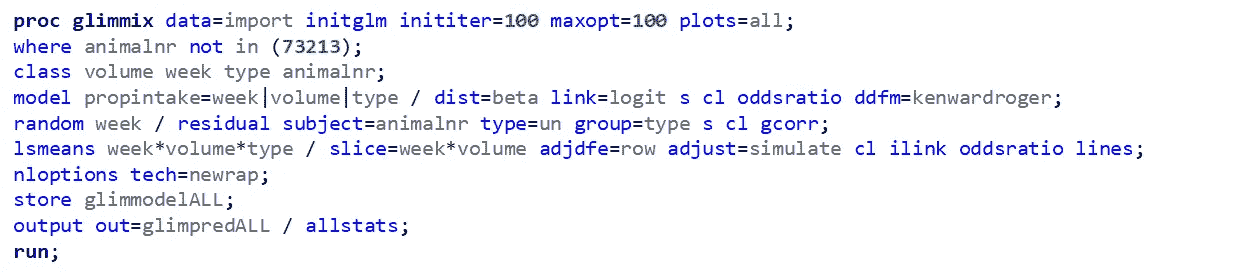 proc glimmix data=import initglm inititer=100 maxopt=100 plots=all;
where animalnr not in (73213);
class volume week type animalnr;
model propintake=week|volume|type / dist=beta link=logit s cl oddsratio ddfm=kenwardroger;
random week / residual subject=animalnr type=un group=type s cl gcorr;
lsmeans week*volume*type / slice=week*volume adjdfe=row adjust=simulate cl ilink oddsratio lines;
nloptions tech=newrap;
store glimmodelALL;
output out=glimpredALL / allstats;
run;